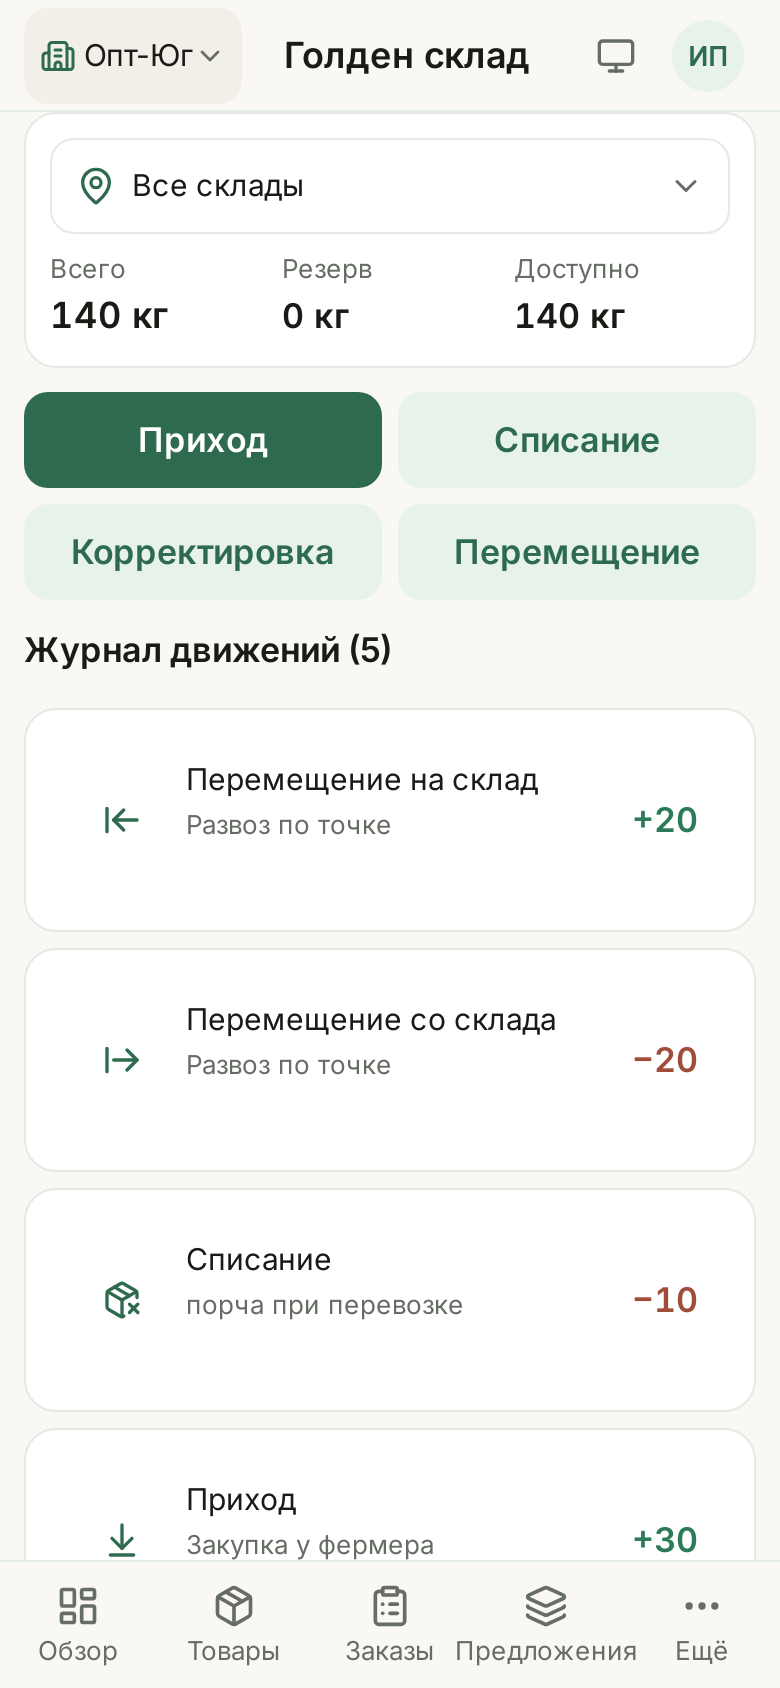 Опт-Юг
Голден склад
ИП
Все склады
Всего
Резерв
Доступно
140 кг
0 кг
140 кг
Приход
Списание
Корректировка
Перемещение
Журнал движений (5)
Перемещение на склад
Развоз по точке
+20
Перемещение со склада
Развоз по точке
−20
Списание
порча при перевозке
−10
Приход
Закупка у фермера
+30
Обзор
Товары
Заказы
Предложения
Ещё